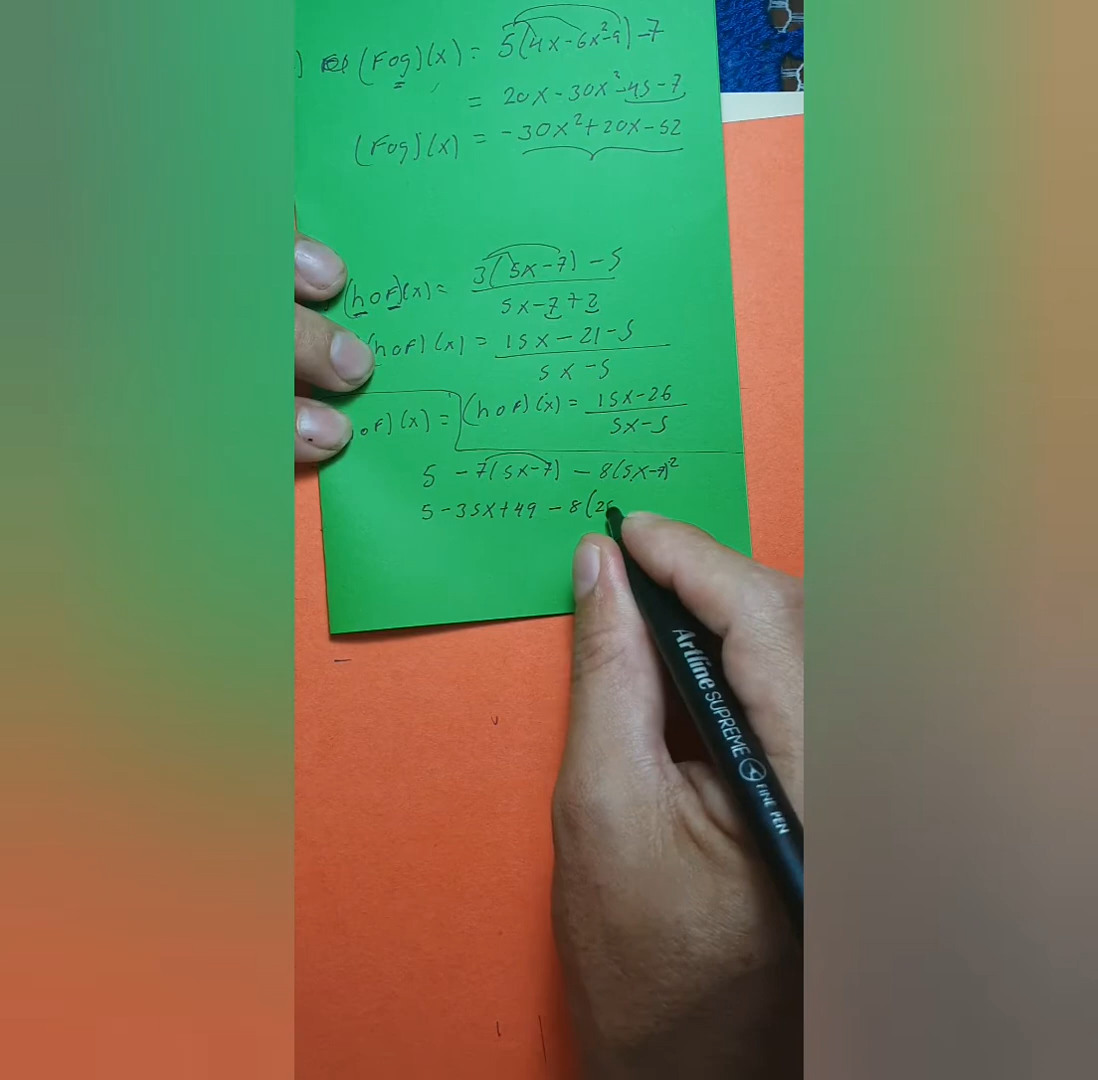 ) (Fog)(x) = 5(4x-6x²-9)-7
= 20x-30x²-45-7
(Fog)(x) = -30x²+20x-52
(hoF)(x) = 3(5x-7)-5
5x-7+2
hoF)(x) = 15x-21-5
5x-5
oF)(x) = (hoF)(x) = 15x-26
5x-5
5 -7(5x-7) -8(5x-7)²
5-35x+49 -8(25
Artline SUPREME FINE PEN